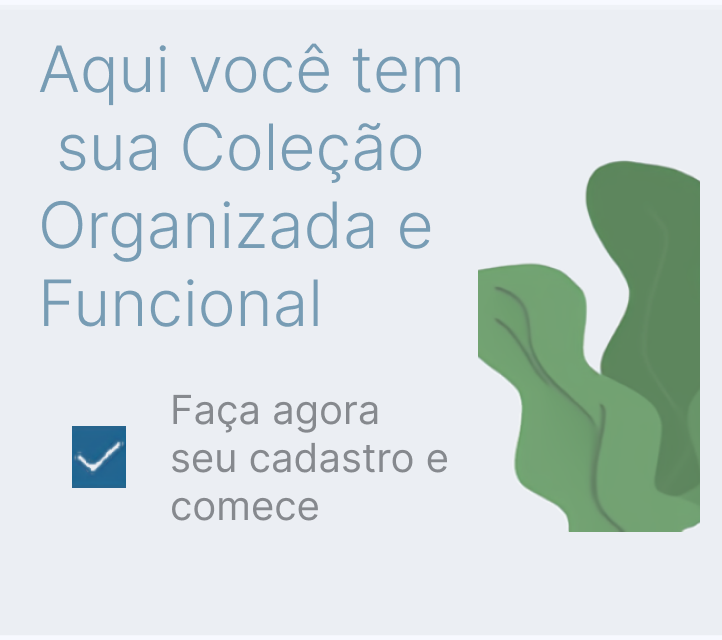 Aqui você tem
sua Coleção
Organizada e
Funcional
Faça agora
seu cadastro e
comece